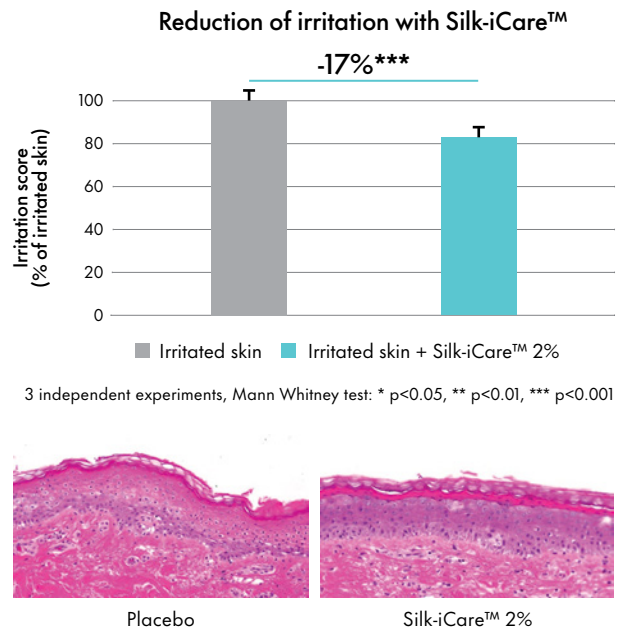 Reduction of irritation with Silk-iCare™
-17%***
Irritation score
(% of irritated skin)
100
80
60
40
20
0
Irritated skin
Irritated skin + Silk-iCare™ 2%
3 independent experiments, Mann Whitney test: * p<0.05, ** p<0.01, *** p<0.001
Placebo
Silk-iCare™ 2%